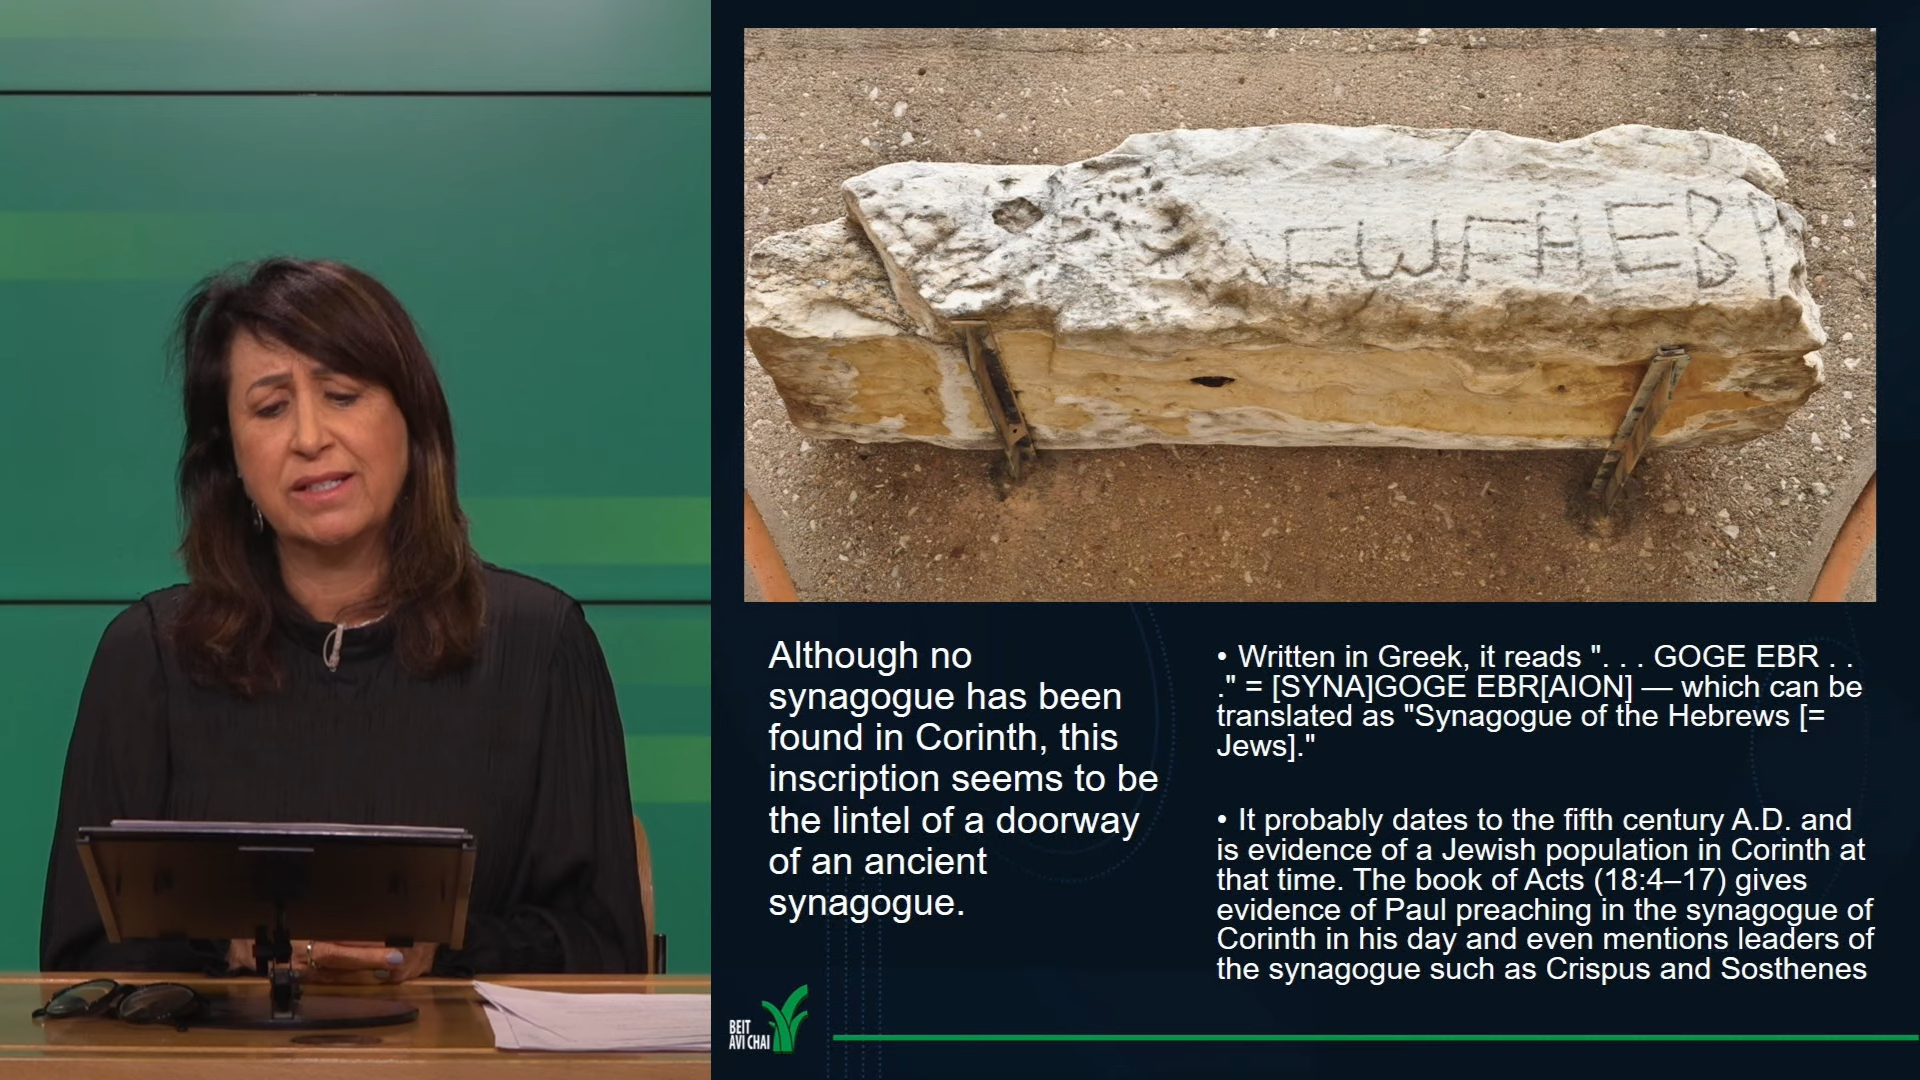 ΓWΓH EBP
Although no
synagogue has been
found in Corinth, this
inscription seems to be
the lintel of a doorway
of an ancient
synagogue.
• Written in Greek, it reads ". . . GOGE EBR . .
." = [SYNA]GOGE EBR[AION] — which can be
translated as "Synagogue of the Hebrews [=
Jews]."
• It probably dates to the fifth century A.D. and
is evidence of a Jewish population in Corinth at
that time. The book of Acts (18:4–17) gives
evidence of Paul preaching in the synagogue of
Corinth in his day and even mentions leaders of
the synagogue such as Crispus and Sosthenes
BEIT
AVI CHAI